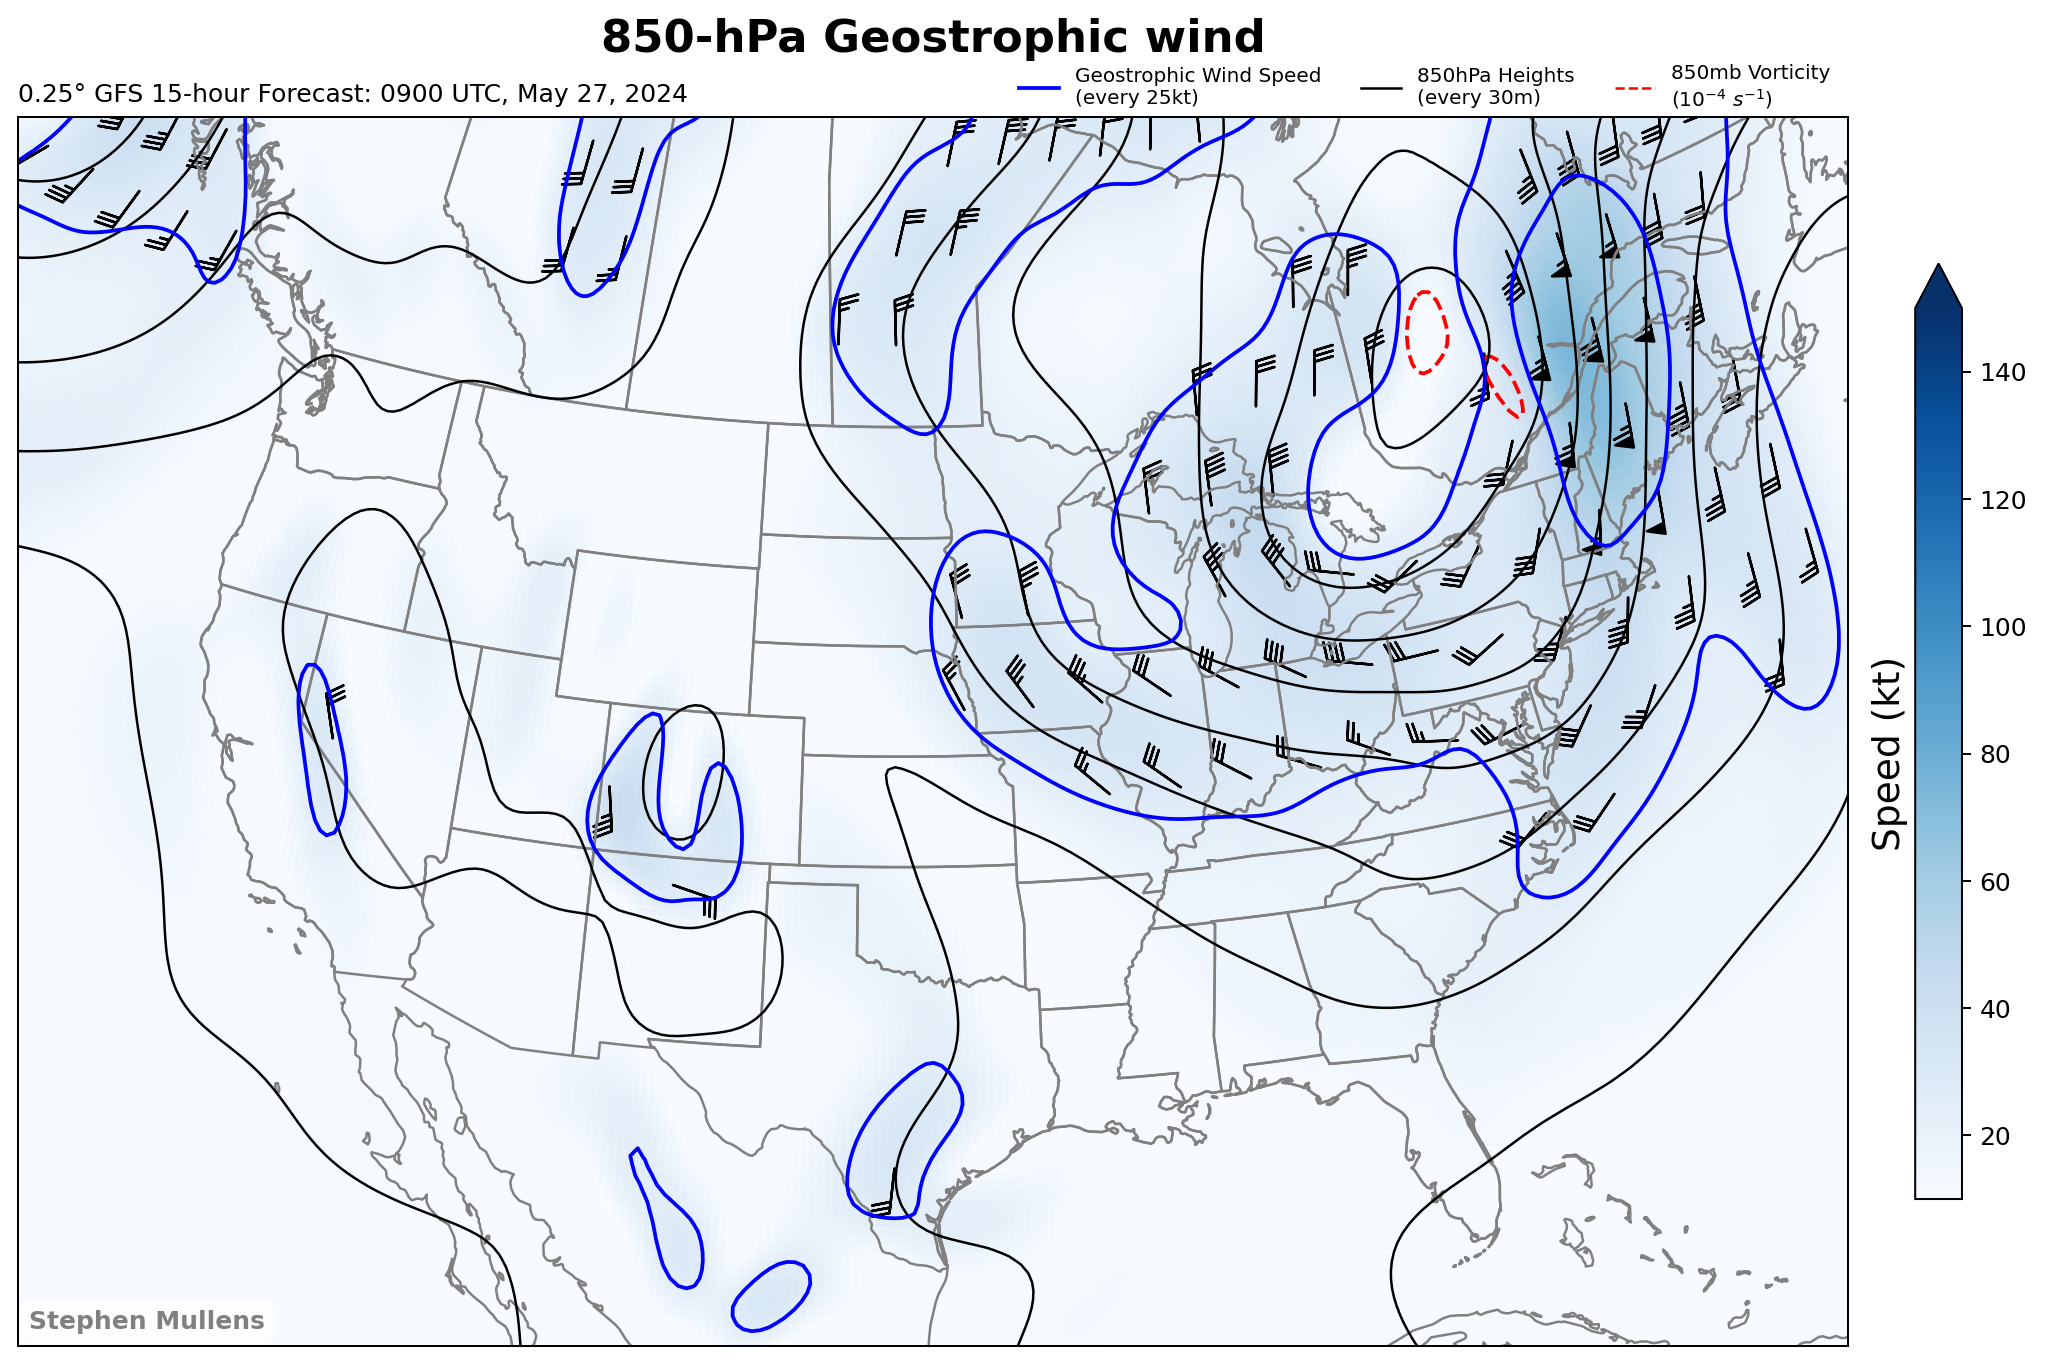 850-hPa Geostrophic wind
0.25° GFS 15-hour Forecast: 0900 UTC, May 27, 2024
Geostrophic Wind Speed
(every 25kt)
850hPa Heights
(every 30m)
850mb Vorticity
(10⁻⁴ s⁻¹)
140
120
100
80
60
40
20
Speed (kt)
Stephen Mullens